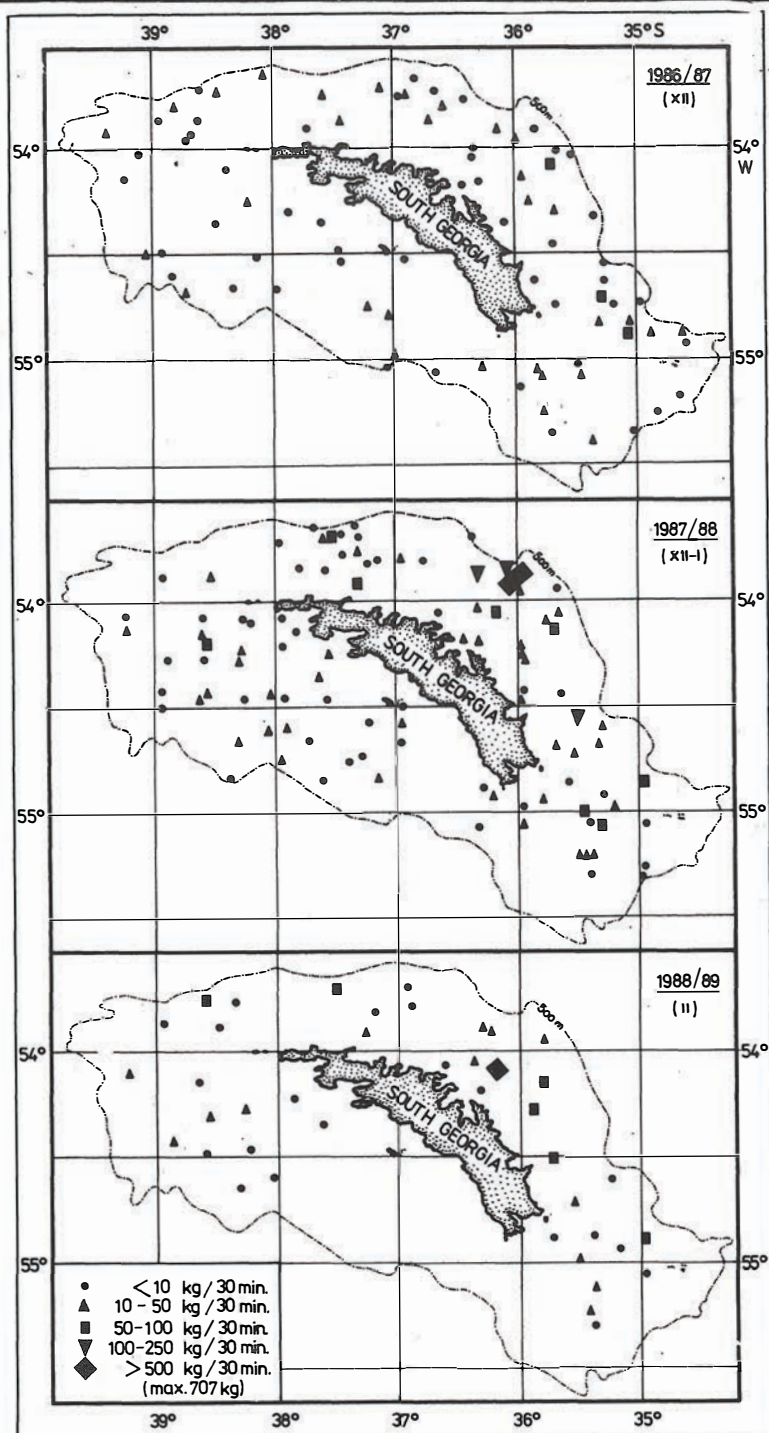 39° 38° 37° 36° 35°S
1986/87
(XII)
500m
54° 54°
W
SOUTH GEORGIA
55° 55°
1987/88
(XII-I)
500m
54° 54°
SOUTH GEORGIA
55° 55°
1988/89
(II)
500m
54° 54°
SOUTH GEORGIA
55° 55°
<10 kg/30 min.
10-50 kg/30 min.
50-100 kg/30 min.
100-250 kg/30 min.
>500 kg/30 min.
(max. 707 kg)
39° 38° 37° 36° 35°